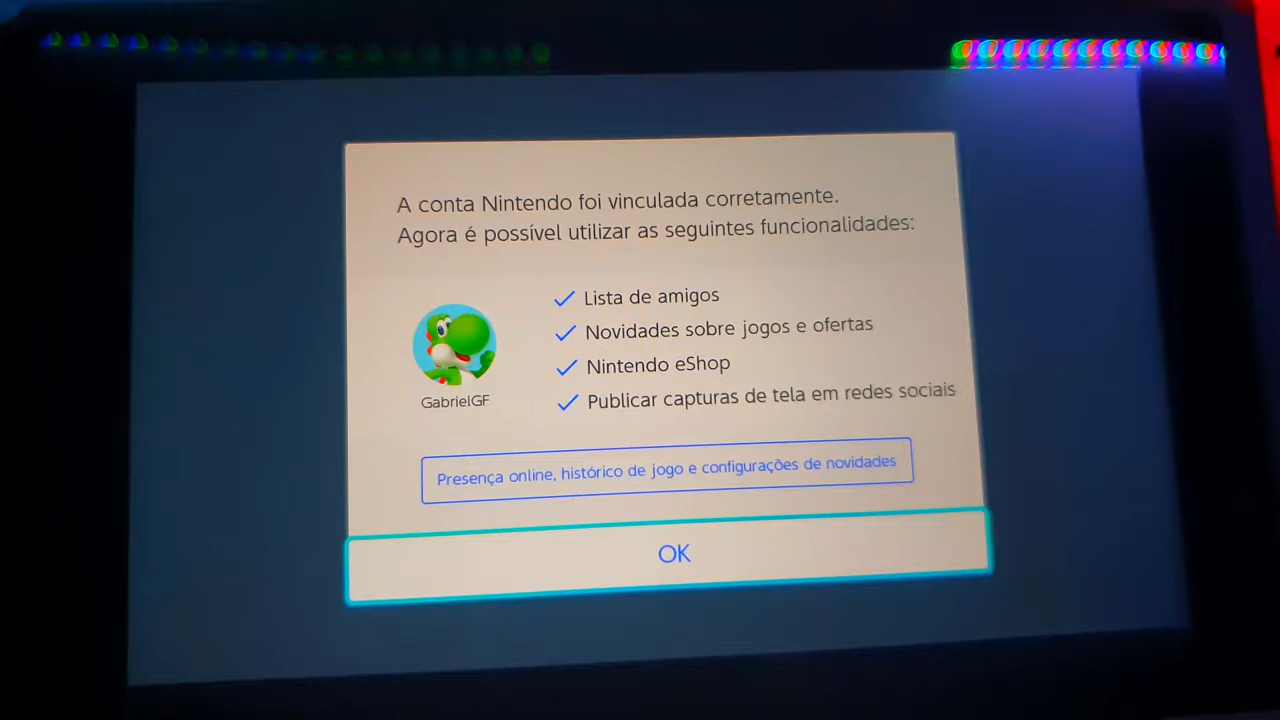 A conta Nintendo foi vinculada corretamente.
Agora é possível utilizar as seguintes funcionalidades:
Lista de amigos
Novidades sobre jogos e ofertas
Nintendo eShop
Publicar capturas de tela em redes sociais
GabrielGF
Presença online, histórico de jogo e configurações de novidades
OK